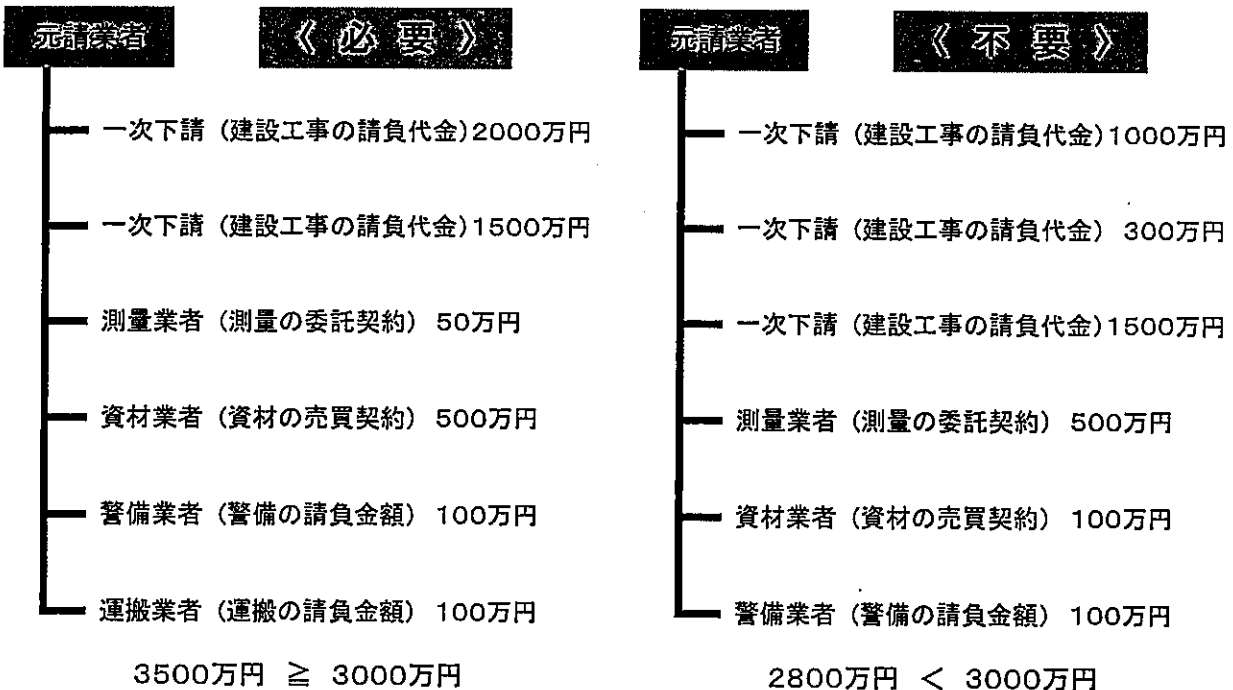 元請業者
《 必 要 》
一次下請 (建設工事の請負代金)2000万円
一次下請 (建設工事の請負代金)1500万円
測量業者 (測量の委託契約) 50万円
資材業者 (資材の売買契約) 500万円
警備業者 (警備の請負金額) 100万円
運搬業者 (運搬の請負金額) 100万円
3500万円 ≧ 3000万円
元請業者
《 不 要 》
一次下請 (建設工事の請負代金)1000万円
一次下請 (建設工事の請負代金) 300万円
一次下請 (建設工事の請負代金)1500万円
測量業者 (測量の委託契約) 500万円
資材業者 (資材の売買契約) 100万円
警備業者 (警備の請負金額) 100万円
2800万円 < 3000万円